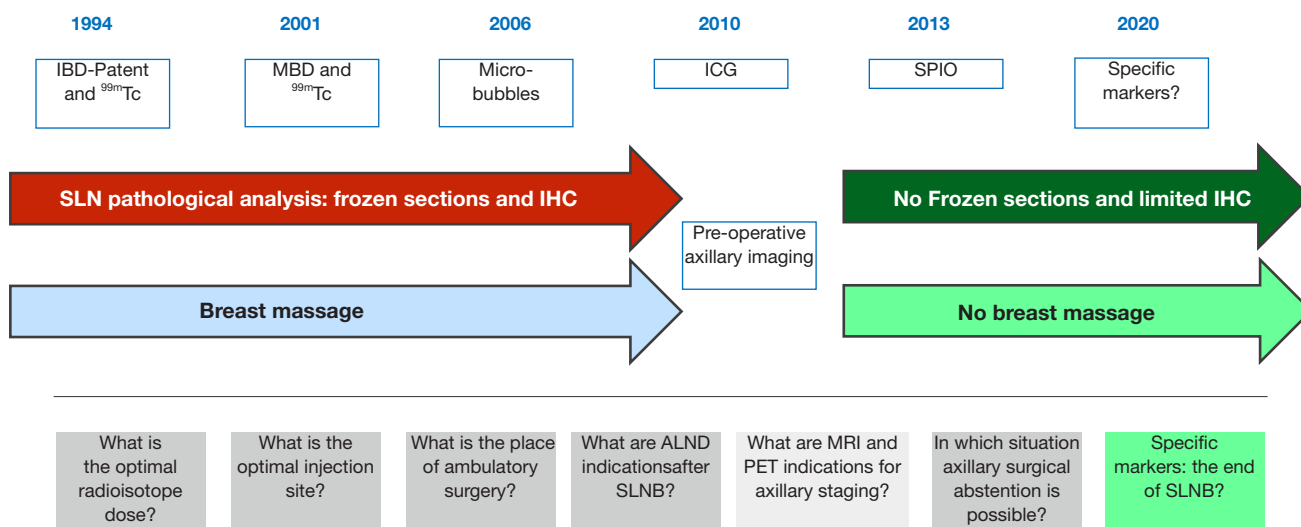 1994
2001
2006
2010
2013
2020
IBD-Patent
and 99mTc
MBD and
99mTc
Micro-
bubbles
ICG
SPIO
Specific
markers?
SLN pathological analysis: frozen sections and IHC
No Frozen sections and limited IHC
Pre-operative
axillary imaging
Breast massage
No breast massage
What is
the optimal
radioisotope
dose?
What is the
optimal injection
site?
What is the place
of ambulatory
surgery?
What are ALND
indicationsafter
SLNB?
What are MRI and
PET indications for
axillary staging?
In which situation
axillary surgical
abstention is
possible?
Specific
markers: the end
of SLNB?